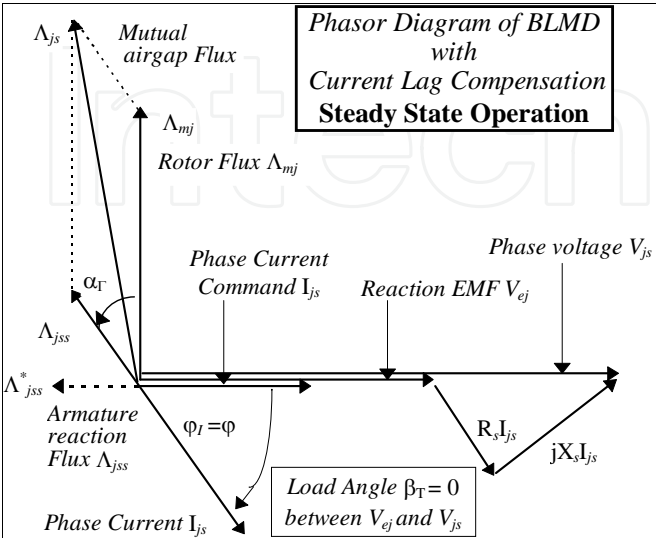 Λjs
Mutual
airgap Flux
Phasor Diagram of BLMD
with
Current Lag Compensation
Steady State Operation
Intech
Λmj
Rotor Flux Λmj
Phase Current
Command Ijs
Phase voltage Vjs
Reaction EMF Vej
αΓ
Λjss
Λ*jss
Armature
reaction
Flux Λjss
φI =φ
RsIjs
jXsIjs
Load Angle βT = 0
between Vej and Vjs
Phase Current Ijs